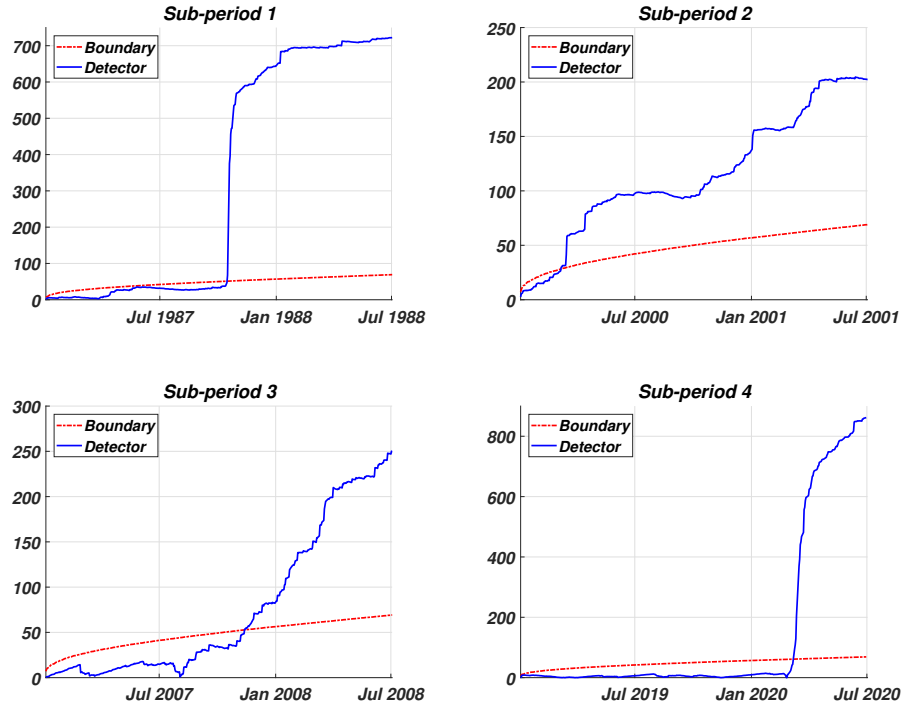 Sub-period 1
Boundary
Detector
700
600
500
400
300
200
100
0
Jul 1987
Jan 1988
Jul 1988
Sub-period 2
Boundary
Detector
250
200
150
100
50
0
Jul 2000
Jan 2001
Jul 2001
Sub-period 3
Boundary
Detector
300
250
200
150
100
50
0
Jul 2007
Jan 2008
Jul 2008
Sub-period 4
Boundary
Detector
800
600
400
200
0
Jul 2019
Jan 2020
Jul 2020